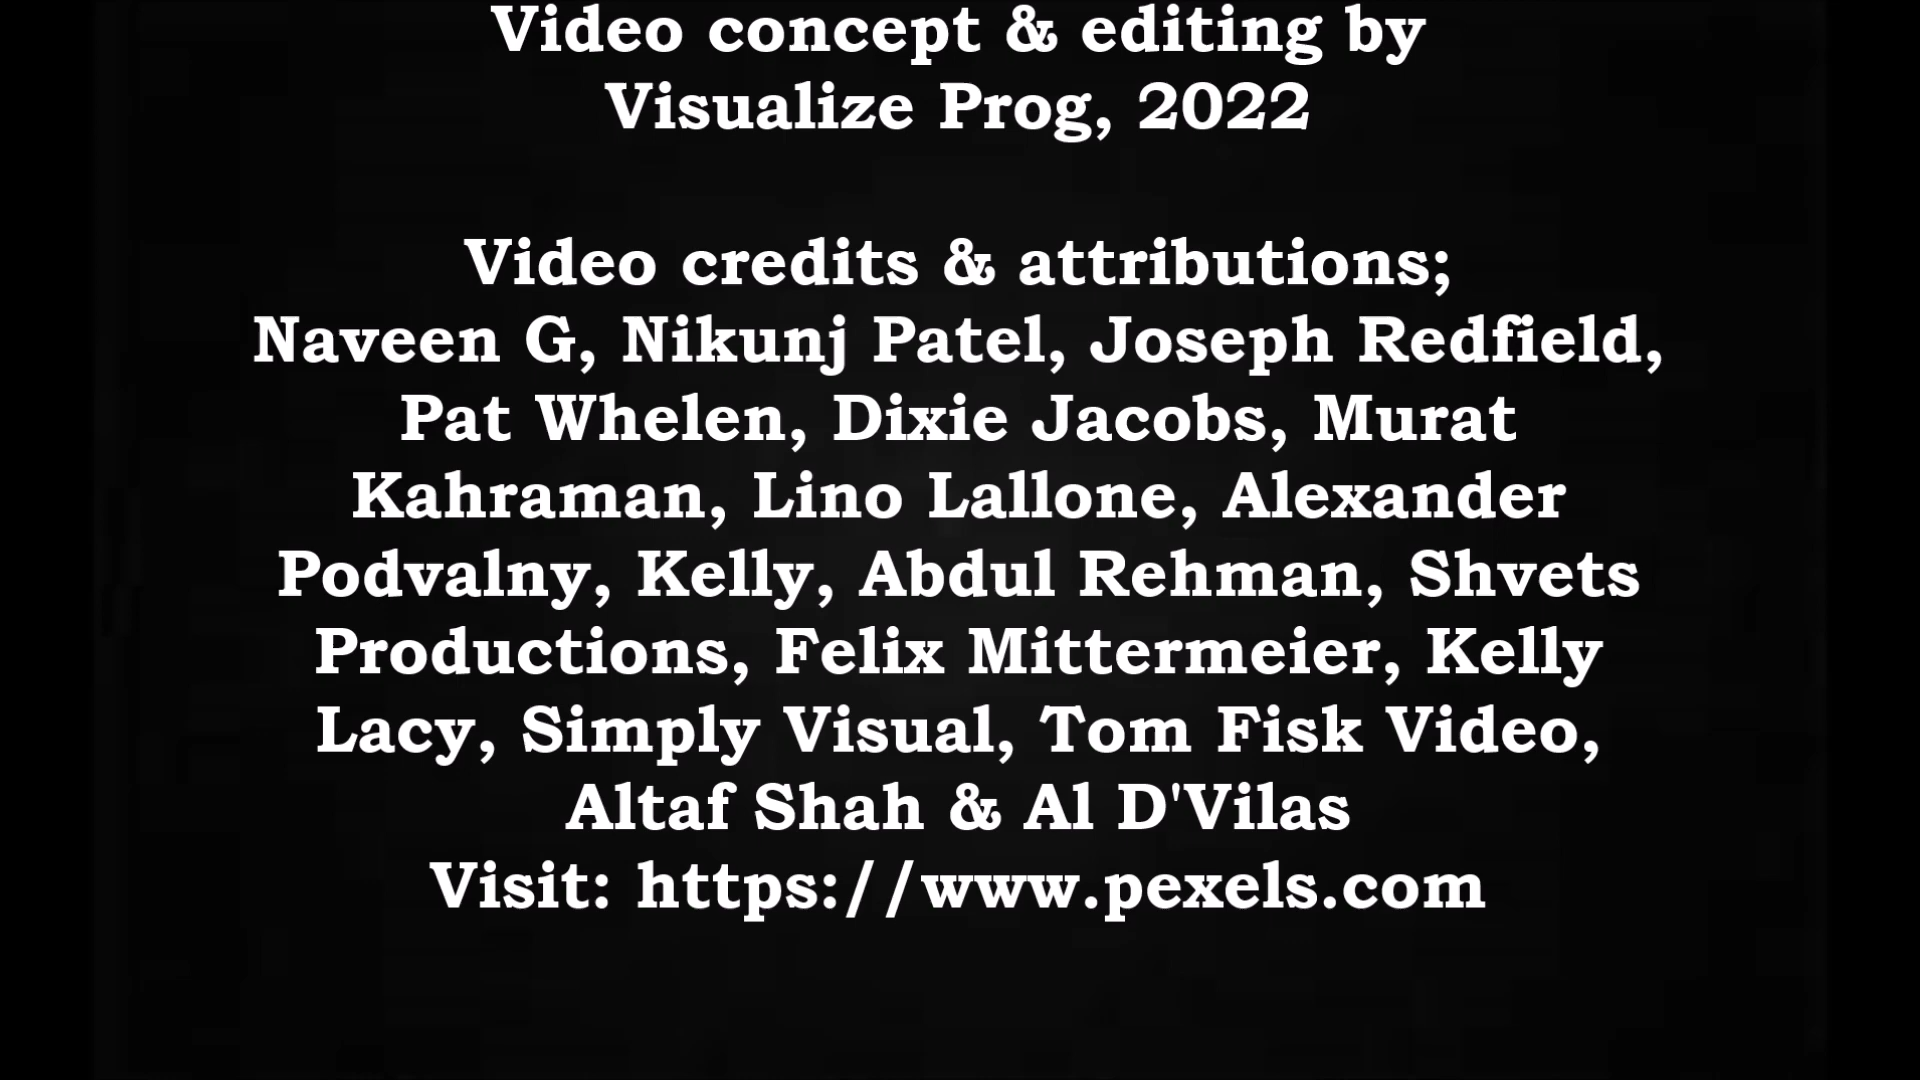 Video concept & editing by
Visualize Prog, 2022
Video credits & attributions;
Naveen G, Nikunj Patel, Joseph Redfield,
Pat Whelen, Dixie Jacobs, Murat
Kahraman, Lino Lallone, Alexander
Podvalny, Kelly, Abdul Rehman, Shvets
Productions, Felix Mittermeier, Kelly
Lacy, Simply Visual, Tom Fisk Video,
Altaf Shah & Al D'Vilas
Visit: https://www.pexels.com